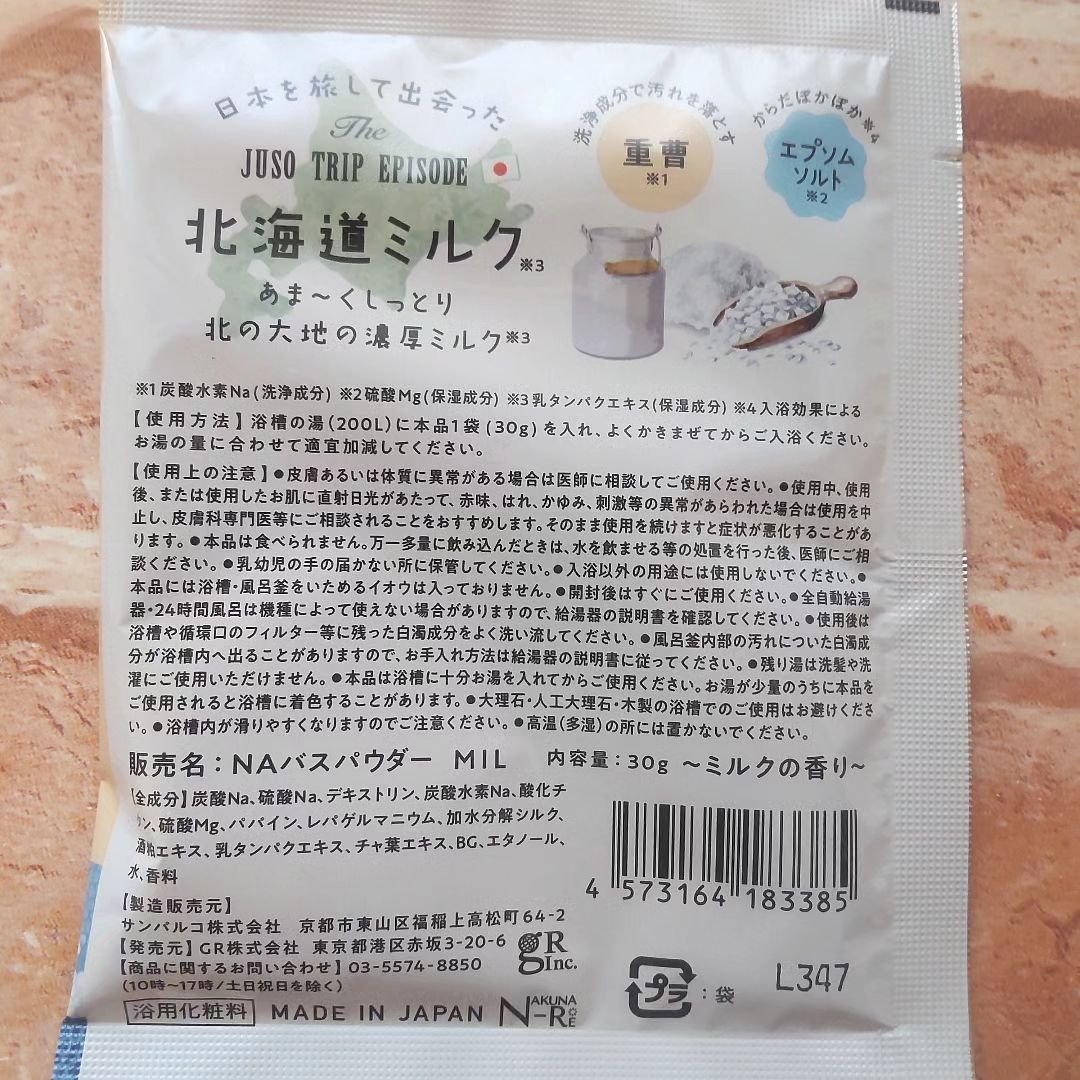 日本を旅して出会った
The
JUSO TRIP EPISODE
北海道ミルク※3
あま〜くしっとり
北の大地の濃厚ミルク※3
洗浄成分で汚れを落とす
重曹
※1
からだぽかぽか※4
エプソム
ソルト
※2
※1炭酸水素Na(洗浄成分) ※2硫酸Mg(保湿成分) ※3乳タンパクエキス(保湿成分) ※4入浴効果による
【使用方法】浴槽の湯(200L)に本品1袋(30g)を入れ、よくかきまぜてからご入浴ください。
お湯の量に合わせて適宜加減してください。
【使用上の注意】●皮膚あるいは体質に異常がある場合は医師に相談してご使用ください。●使用中、使用
後、または使用したお肌に直射日光があたって、赤味、はれ、かゆみ、刺激等の異常があらわれた場合は使用を中
止し、皮膚科専門医等にご相談されることをおすすめします。そのまま使用を続けますと症状が悪化することがあ
ります。●本品は食べられません。万一多量に飲み込んだときは、水を飲ませる等の処置を行った後、医師にご相
談ください。●乳幼児の手の届かない所に保管してください。●入浴以外の用途には使用しないでください。●
本品には浴槽・風呂釜をいためるイオウは入っておりません。●開封後はすぐにご使用ください。●全自動給湯
器・24時間風呂は機種によって使えない場合がありますので、給湯器の説明書を確認してください。●使用後は
浴槽や循環口のフィルター等に残った白濁成分をよく洗い流してください。●風呂釜内部の汚れについた白濁成
分が浴槽内へ出ることがありますので、お手入れ方法は給湯器の説明書に従ってください。●残り湯は洗髪や洗
濯にご使用いただけません。●本品は浴槽に十分お湯を入れてからご使用ください。お湯が少量のうちに本品を
ご使用されると浴槽に着色することがあります。●大理石・人工大理石・木製の浴槽でのご使用はお避けくださ
い。●浴槽内が滑りやすくなりますのでご注意ください。●高温(多湿)の所には置かないでください。
販売名：NAバスパウダー MIL 内容量：30g 〜ミルクの香り〜
【全成分】炭酸Na、硫酸Na、デキストリン、炭酸水素Na、酸化チ
タン、硫酸Mg、パパイン、レパゲルマニウム、加水分解シルク、
酒粕エキス、乳タンパクエキス、チャ葉エキス、BG、エタノール、
水、香料
【製造販売元】
サンパルコ株式会社 京都市東山区福稲上高松町64-2
【発売元】GR株式会社 東京都港区赤坂3-20-6
【商品に関するお問い合わせ】03-5574-8850
(10時〜17時/土日祝日を除く)
浴用化粧料 MADE IN JAPAN
gR
Inc.
NAKUNA-RE
4 573164 183385
プラ：袋
L347